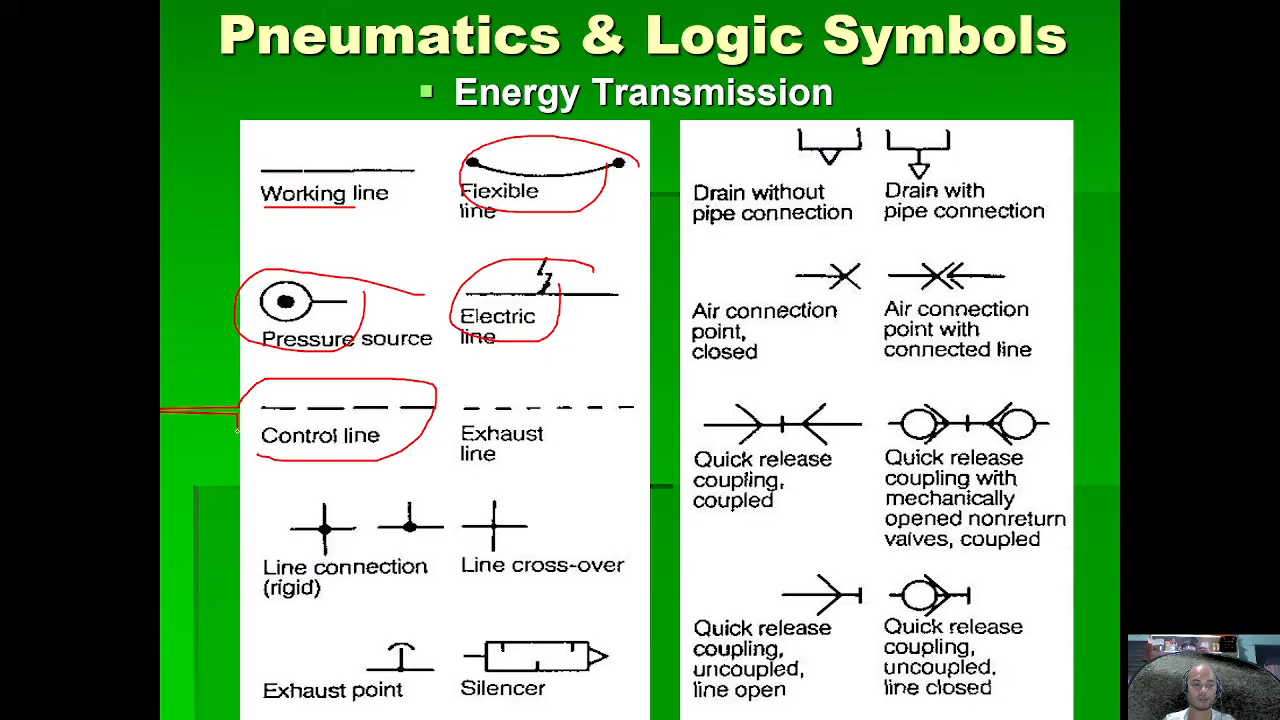 Pneumatics & Logic Symbols
Energy Transmission
Working line
Flexible
line
Pressure source
Electric
line
Control line
Exhaust
line
Line connection
(rigid)
Line cross-over
Exhaust point
Silencer
Drain without
pipe connection
Drain with
pipe connection
Air connection
point,
closed
Air connection
point with
connected line
Quick release
coupling,
coupled
Quick release
coupling with
mechanically
opened nonreturn
valves, coupled
Quick release
coupling,
uncoupled,
line open
Quick release
coupling,
uncoupled,
line closed